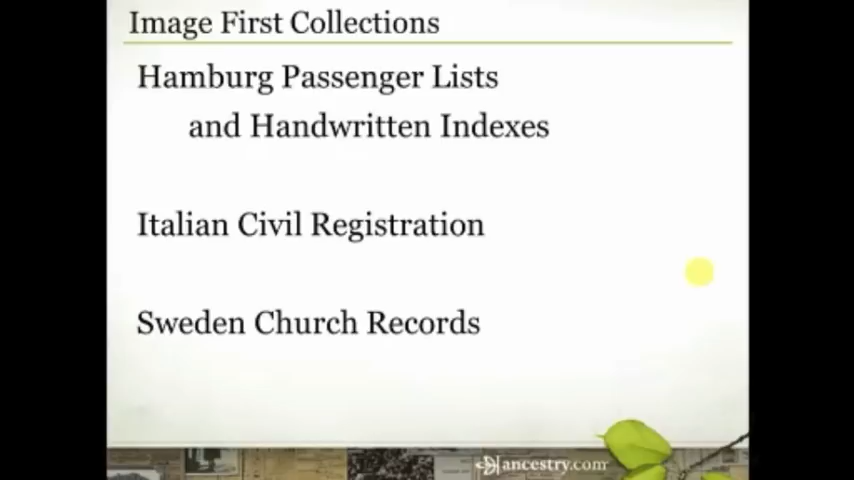 Image First Collections
Hamburg Passenger Lists
and Handwritten Indexes
Italian Civil Registration
Sweden Church Records
ancestry.com